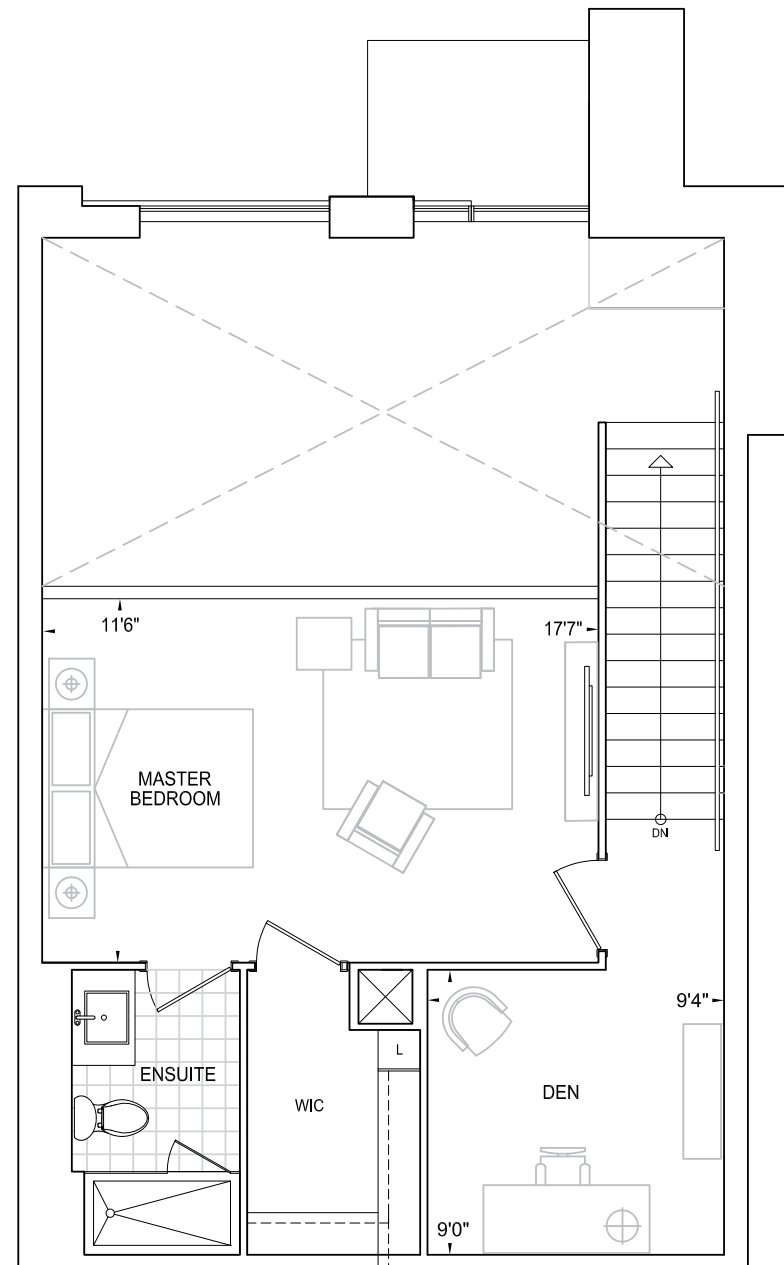 11'6"
17'7"
MASTER
BEDROOM
DN
9'4"
L
ENSUITE
WIC
DEN
9'0"